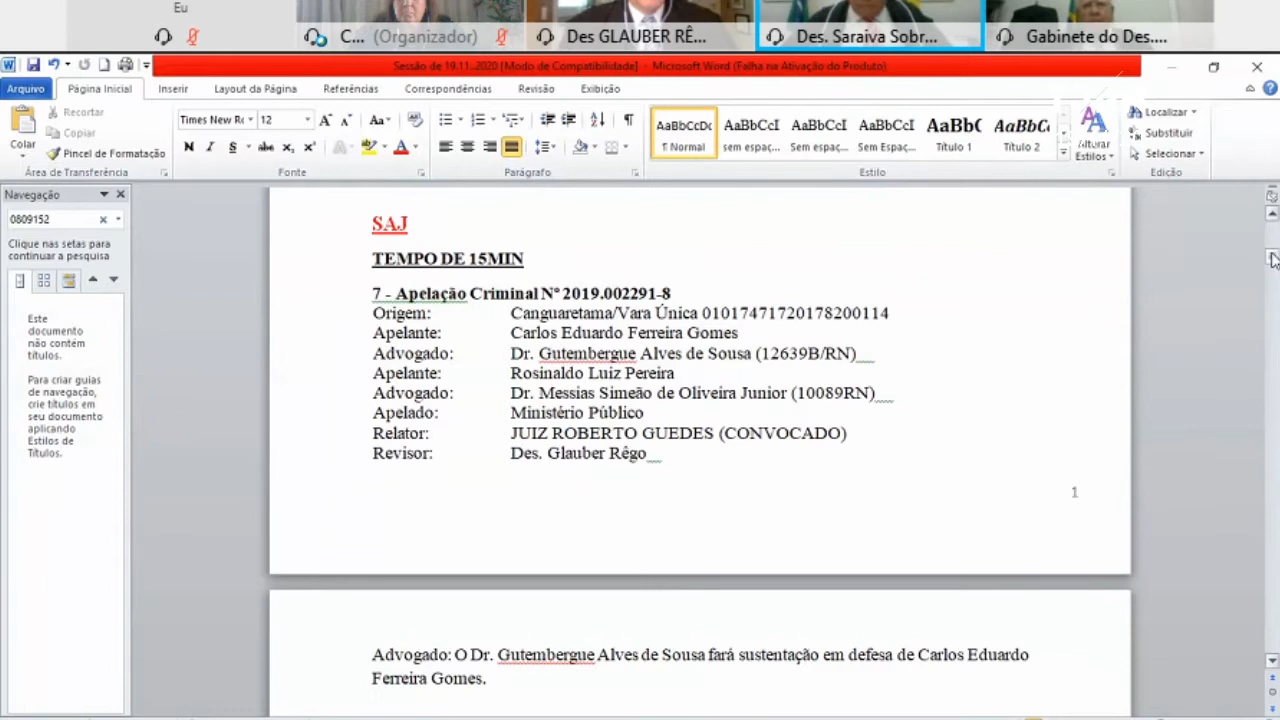 Eu
C... (Organizador)
Des GLAUBER RÊ...
Des. Saraiva Sobr...
Gabinete do Des....
Sessão de 19.11..2020 [Modo de Compatibilidade] - Microsoft Word (Falha na Ativação do Produto)
Arquivo Página Inicial Inserir Layout da Página Referências Correspondências Revisão Exibição
Colar
Recortar
Copiar
Pincel de Formatação
Área de Transferência
Times New Rc 12
Fonte
Parágrafo
AaBbCcDc AaBbCcI AaBbCcI AaBbCcI AaBbC AaBbCc
¶ Normal sem espaç... Sem espaç... Sem Espaç... Título 1 Título 2
Estilo
Alterar
Estilos
Localizar
Substituir
Selecionar
Edição
Navegação
0809152
Clique nas setas para
continuar a pesquisa
Este
documento
não contém
títulos.
Para criar guias
de navegação,
crie títulos em
seu documento
aplicando
Estilos de
Títulos.
SAJ
TEMPO DE 15MIN
7 - Apelação Criminal Nº 2019.002291-8
Origem: Canguaretama/Vara Única 01017471720178200114
Apelante: Carlos Eduardo Ferreira Gomes
Advogado: Dr. Gutembergue Alves de Sousa (12639B/RN)
Apelante: Rosinaldo Luiz Pereira
Advogado: Dr. Messias Simeão de Oliveira Junior (10089RN)
Apelado: Ministério Público
Relator: JUIZ ROBERTO GUEDES (CONVOCADO)
Revisor: Des. Glauber Rêgo
1
Advogado: O Dr. Gutembergue Alves de Sousa fará sustentação em defesa de Carlos Eduardo
Ferreira Gomes.